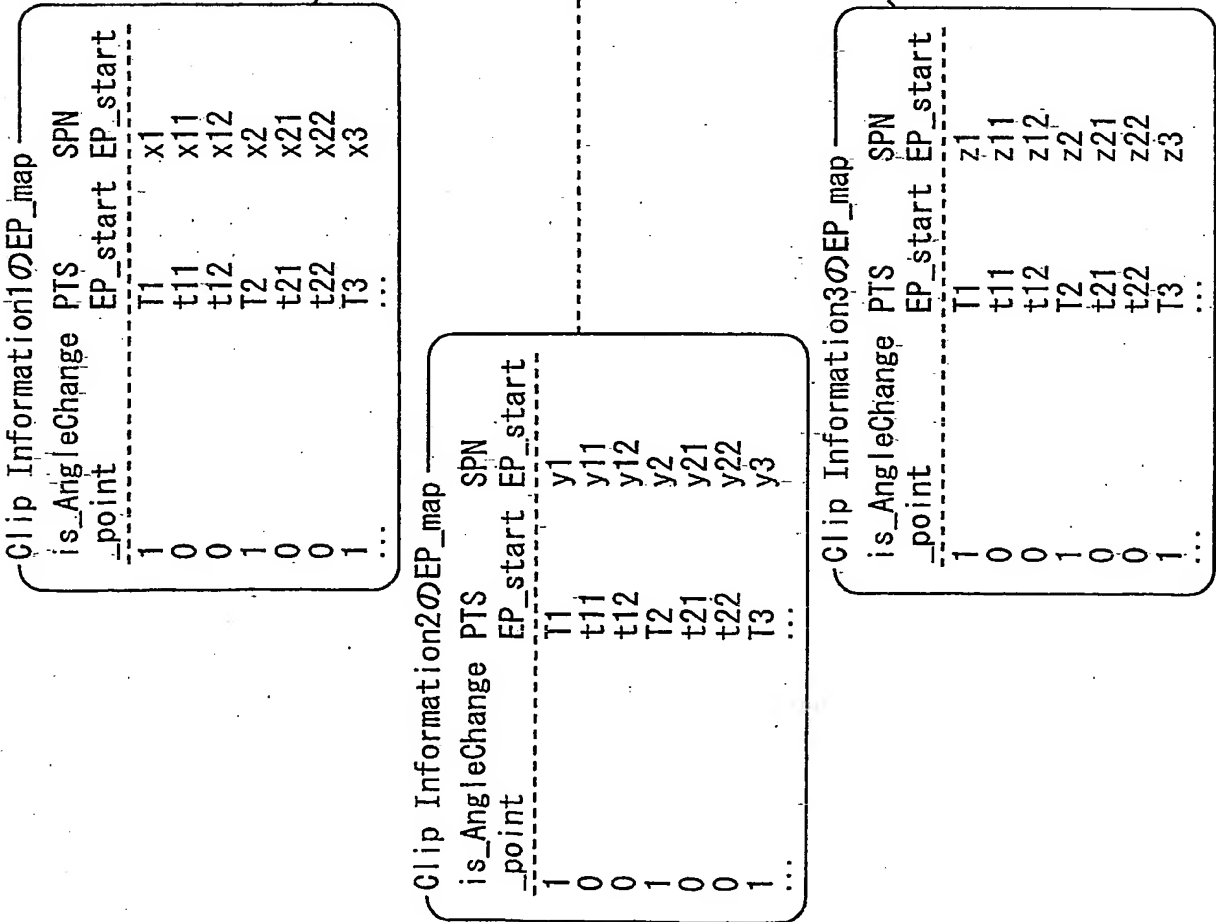 Clip Information1のEP_map
is_AngleChange PTS SPN
_point EP_start EP_start
1 T1 x1
0 t11 x11
0 t12 x12
1 T2 x2
0 t21 x21
0 t22 x22
1 T3 x3
... ...
Clip Information2のEP_map
is_AngleChange PTS SPN
_point EP_start EP_start
1 T1 y1
0 t11 y11
0 t12 y12
1 T2 y2
0 t21 y21
0 t22 y22
1 T3 y3
... ...
Clip Information3のEP_map
is_AngleChange PTS SPN
_point EP_start EP_start
1 T1 z1
0 t11 z11
0 t12 z12
1 T2 z2
0 t21 z21
0 t22 z22
1 T3 z3
... ...